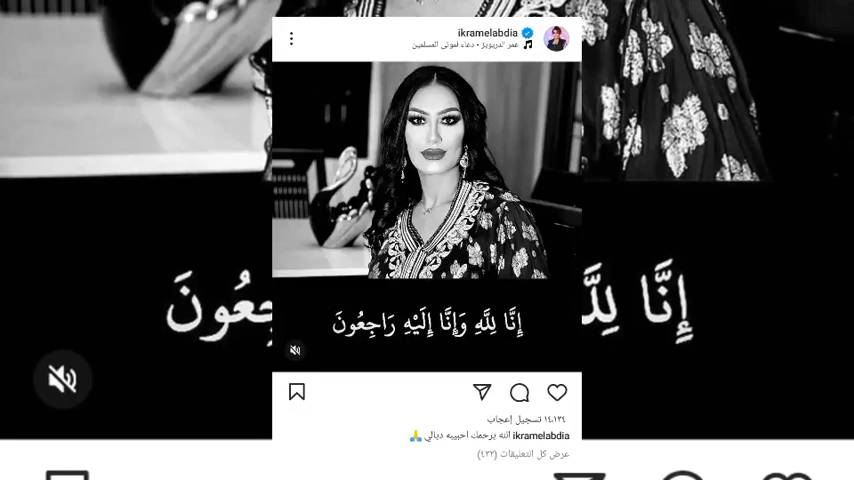 ikramelabdia
عمر الدريويز • دعاء لموتى المسلمين
إِنَّا لِلَّهِ وَإِنَّا إِلَيْهِ رَاجِعُونَ
١٤،١٣٤ تسجيل إعجاب
ikramelabdia الله يرحمك احبيبه ديالي 🙏
عرض كل التعليقات (٤٣٢)